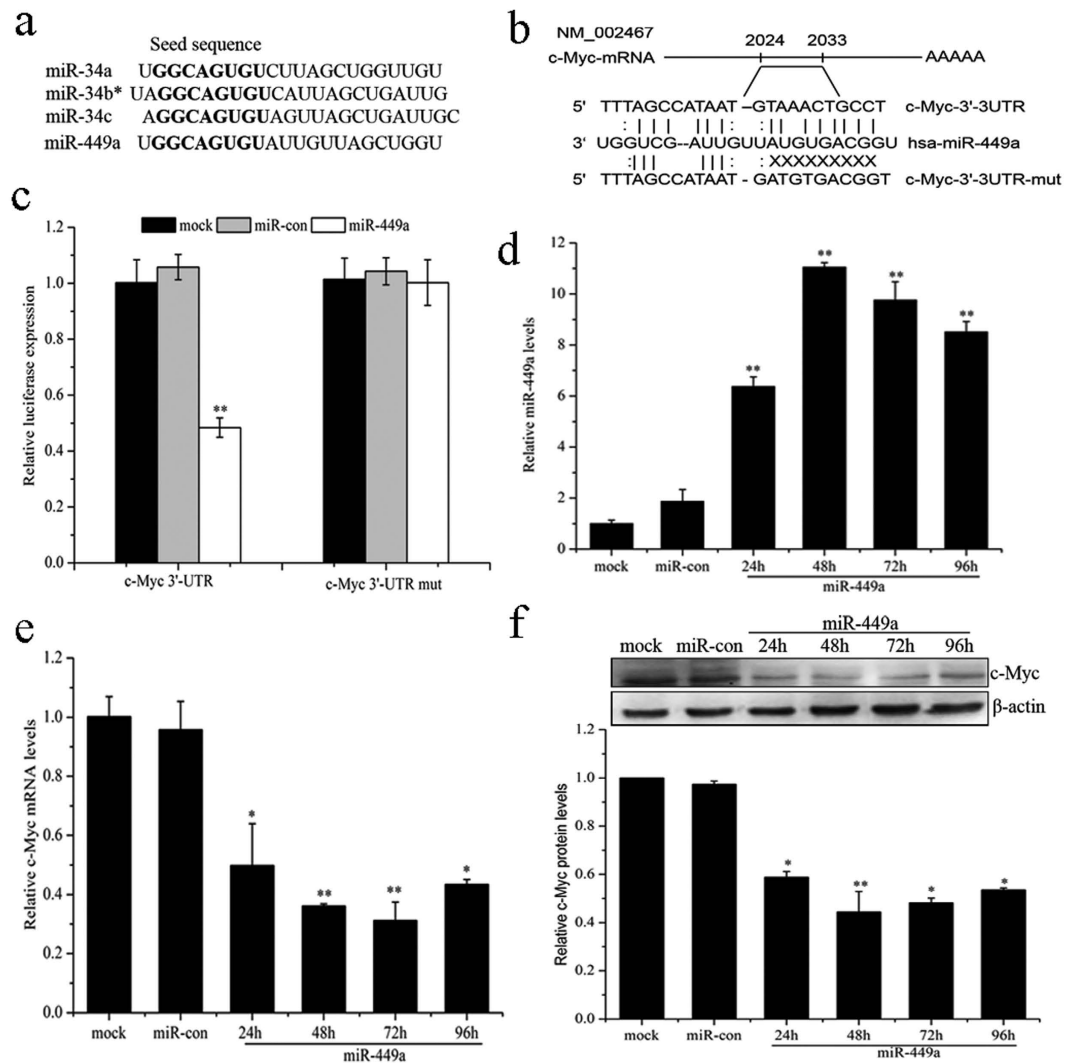 a
Seed sequence
miR-34a UGGCAGUGUCUUAGCUGGUUGU
miR-34b* UAGGCAGUGUCAUUAGCUGAUUG
miR-34c AGGCAGUGUAGUUAGCUGAUUGC
miR-449a UGGCAGUGUAUUGUUAGCUGGU
b
NM_002467
2024 2033
c-Myc-mRNA AAAAA
5' TTTAGCCATAAT -GTAAACTGCCT c-Myc-3'-3UTR
: | | | | | | : : | | | | | | | |
3' UGGUCG--AUUGUUAUGUGACGGU hsa-miR-449a
: | | | | | | : : XXXXXXXXX
5' TTTAGCCATAAT - GATGTGACGGT c-Myc-3'-3UTR-mut
c
mock miR-con miR-449a
Relative luciferase expression
1.2
1.0
0.8
0.6
0.4
0.2
0.0
**
c-Myc 3'-UTR c-Myc 3'-UTR mut
d
Relative miR-449a levels
12
10
8
6
4
2
0
** ** ** **
mock miR-con 24h 48h 72h 96h
miR-449a
e
Relative c-Myc mRNA levels
1.2
1.0
0.8
0.6
0.4
0.2
0.0
* ** ** *
mock miR-con 24h 48h 72h 96h
miR-449a
f
miR-449a
mock miR-con 24h 48h 72h 96h
c-Myc
β-actin
Relative c-Myc protein levels
1.2
1.0
0.8
0.6
0.4
0.2
0.0
* ** * *
mock miR-con 24h 48h 72h 96h
miR-449a